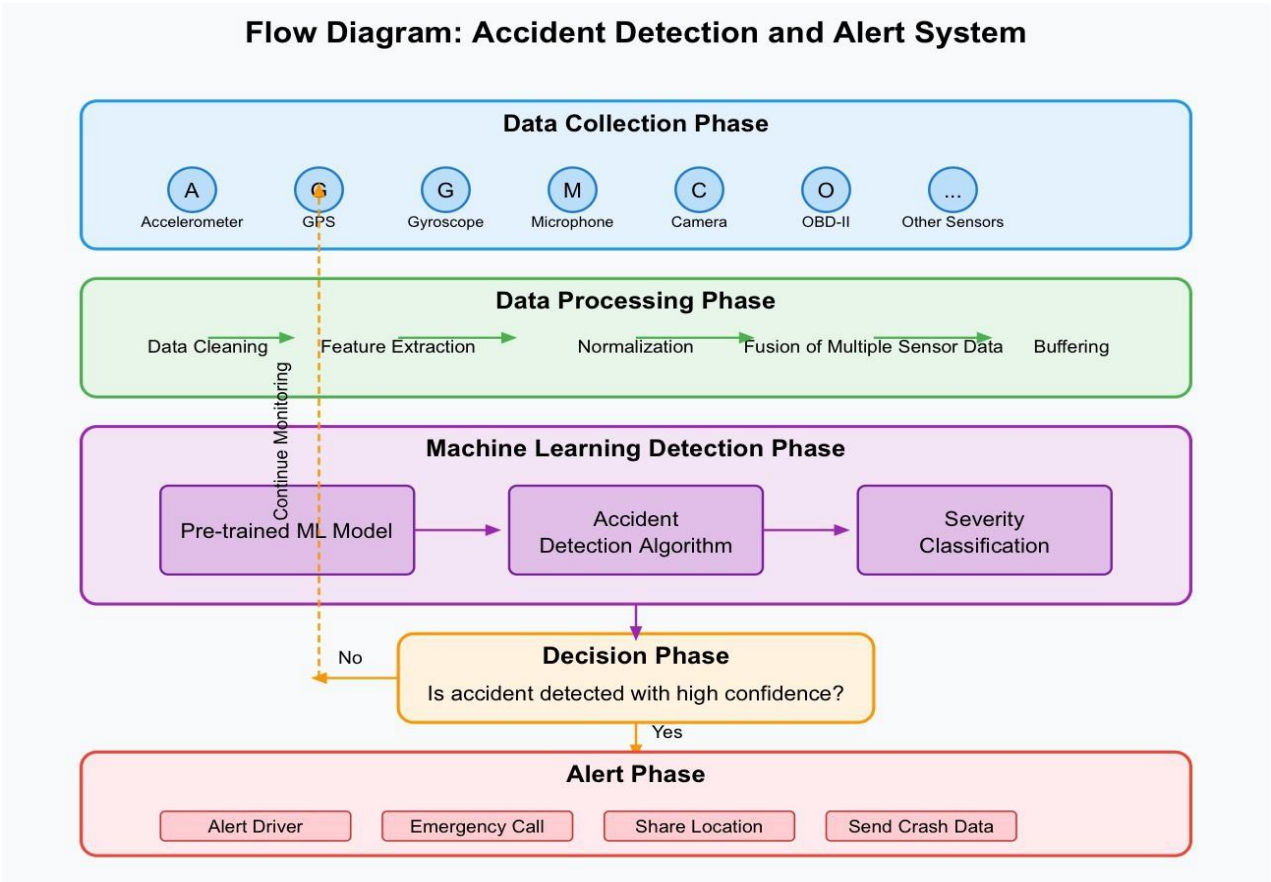 Flow Diagram: Accident Detection and Alert System
Data Collection Phase
A G G M C O ...
Accelerometer GPS Gyroscope Microphone Camera OBD-II Other Sensors
Data Processing Phase
Data Cleaning Feature Extraction Normalization Fusion of Multiple Sensor Data Buffering
Continue Monitoring
Machine Learning Detection Phase
Pre-trained ML Model
Accident
Detection Algorithm
Severity
Classification
Decision Phase
Is accident detected with high confidence?
No
Yes
Alert Phase
Alert Driver Emergency Call Share Location Send Crash Data